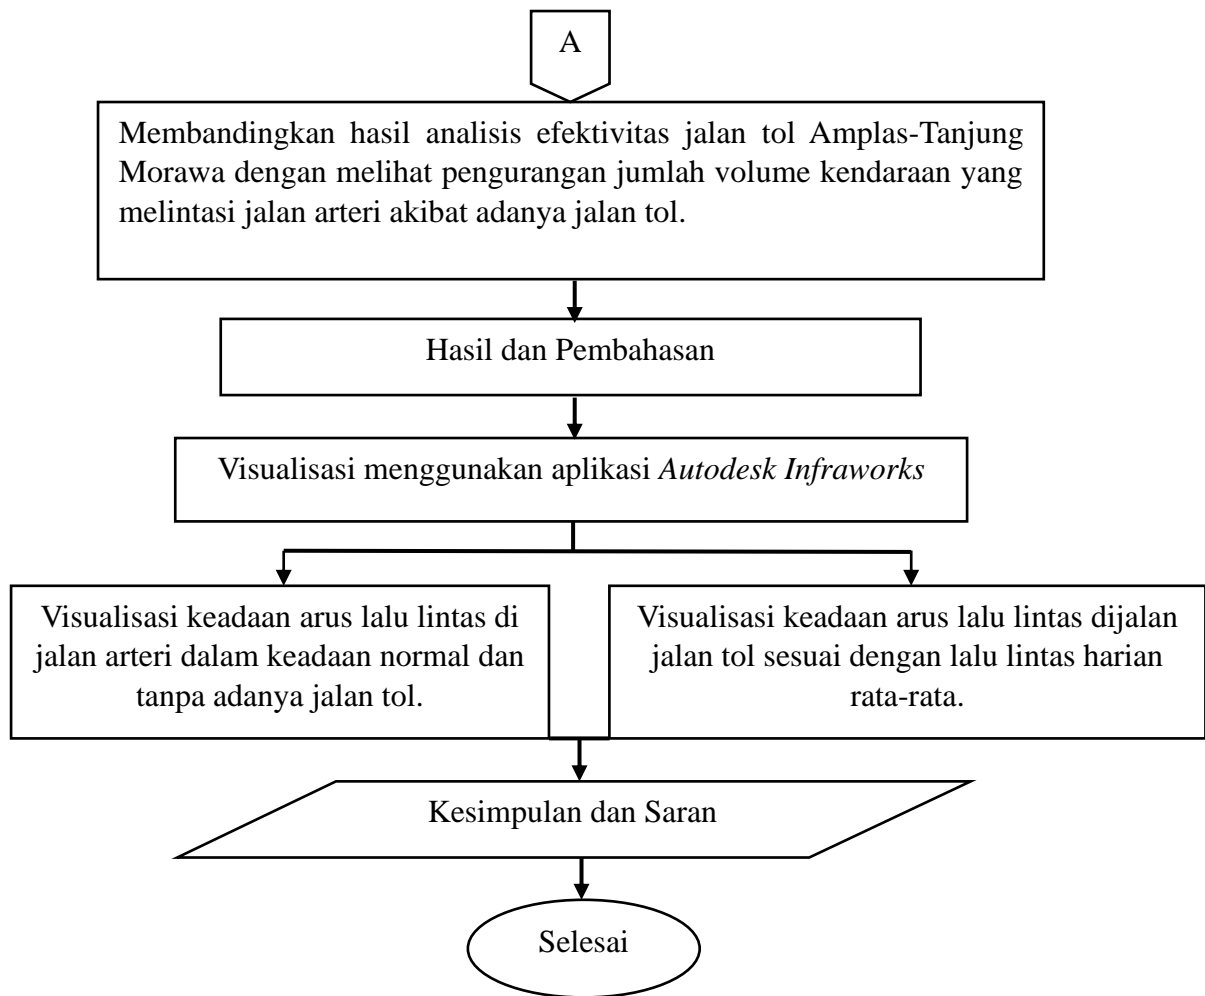 A
Membandingkan hasil analisis efektivitas jalan tol Amplas-Tanjung
Morawa dengan melihat pengurangan jumlah volume kendaraan yang
melintasi jalan arteri akibat adanya jalan tol.
Hasil dan Pembahasan
Visualisasi menggunakan aplikasi Autodesk Infraworks
Visualisasi keadaan arus lalu lintas di
jalan arteri dalam keadaan normal dan
tanpa adanya jalan tol.
Visualisasi keadaan arus lalu lintas dijalan
jalan tol sesuai dengan lalu lintas harian
rata-rata.
Kesimpulan dan Saran
Selesai